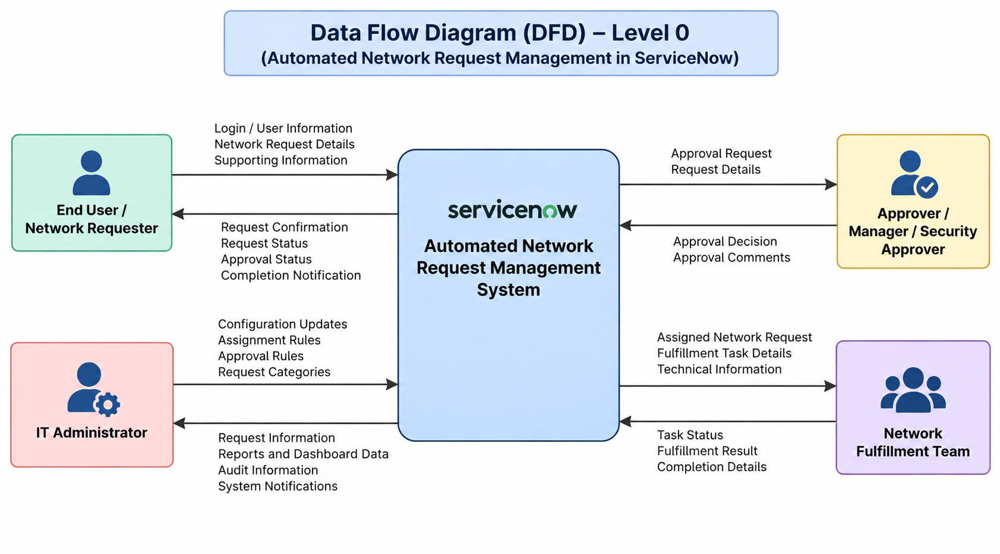 Data Flow Diagram (DFD) – Level 0
(Automated Network Request Management in ServiceNow)
Login / User Information
Network Request Details
Supporting Information
End User /
Network Requester
Request Confirmation
Request Status
Approval Status
Completion Notification
servicenow
Automated Network
Request Management
System
Approval Request
Request Details
Approver /
Manager / Security
Approver
Approval Decision
Approval Comments
Configuration Updates
Assignment Rules
Approval Rules
Request Categories
IT Administrator
Request Information
Reports and Dashboard Data
Audit Information
System Notifications
Assigned Network Request
Fulfillment Task Details
Technical Information
Network
Fulfillment Team
Task Status
Fulfillment Result
Completion Details